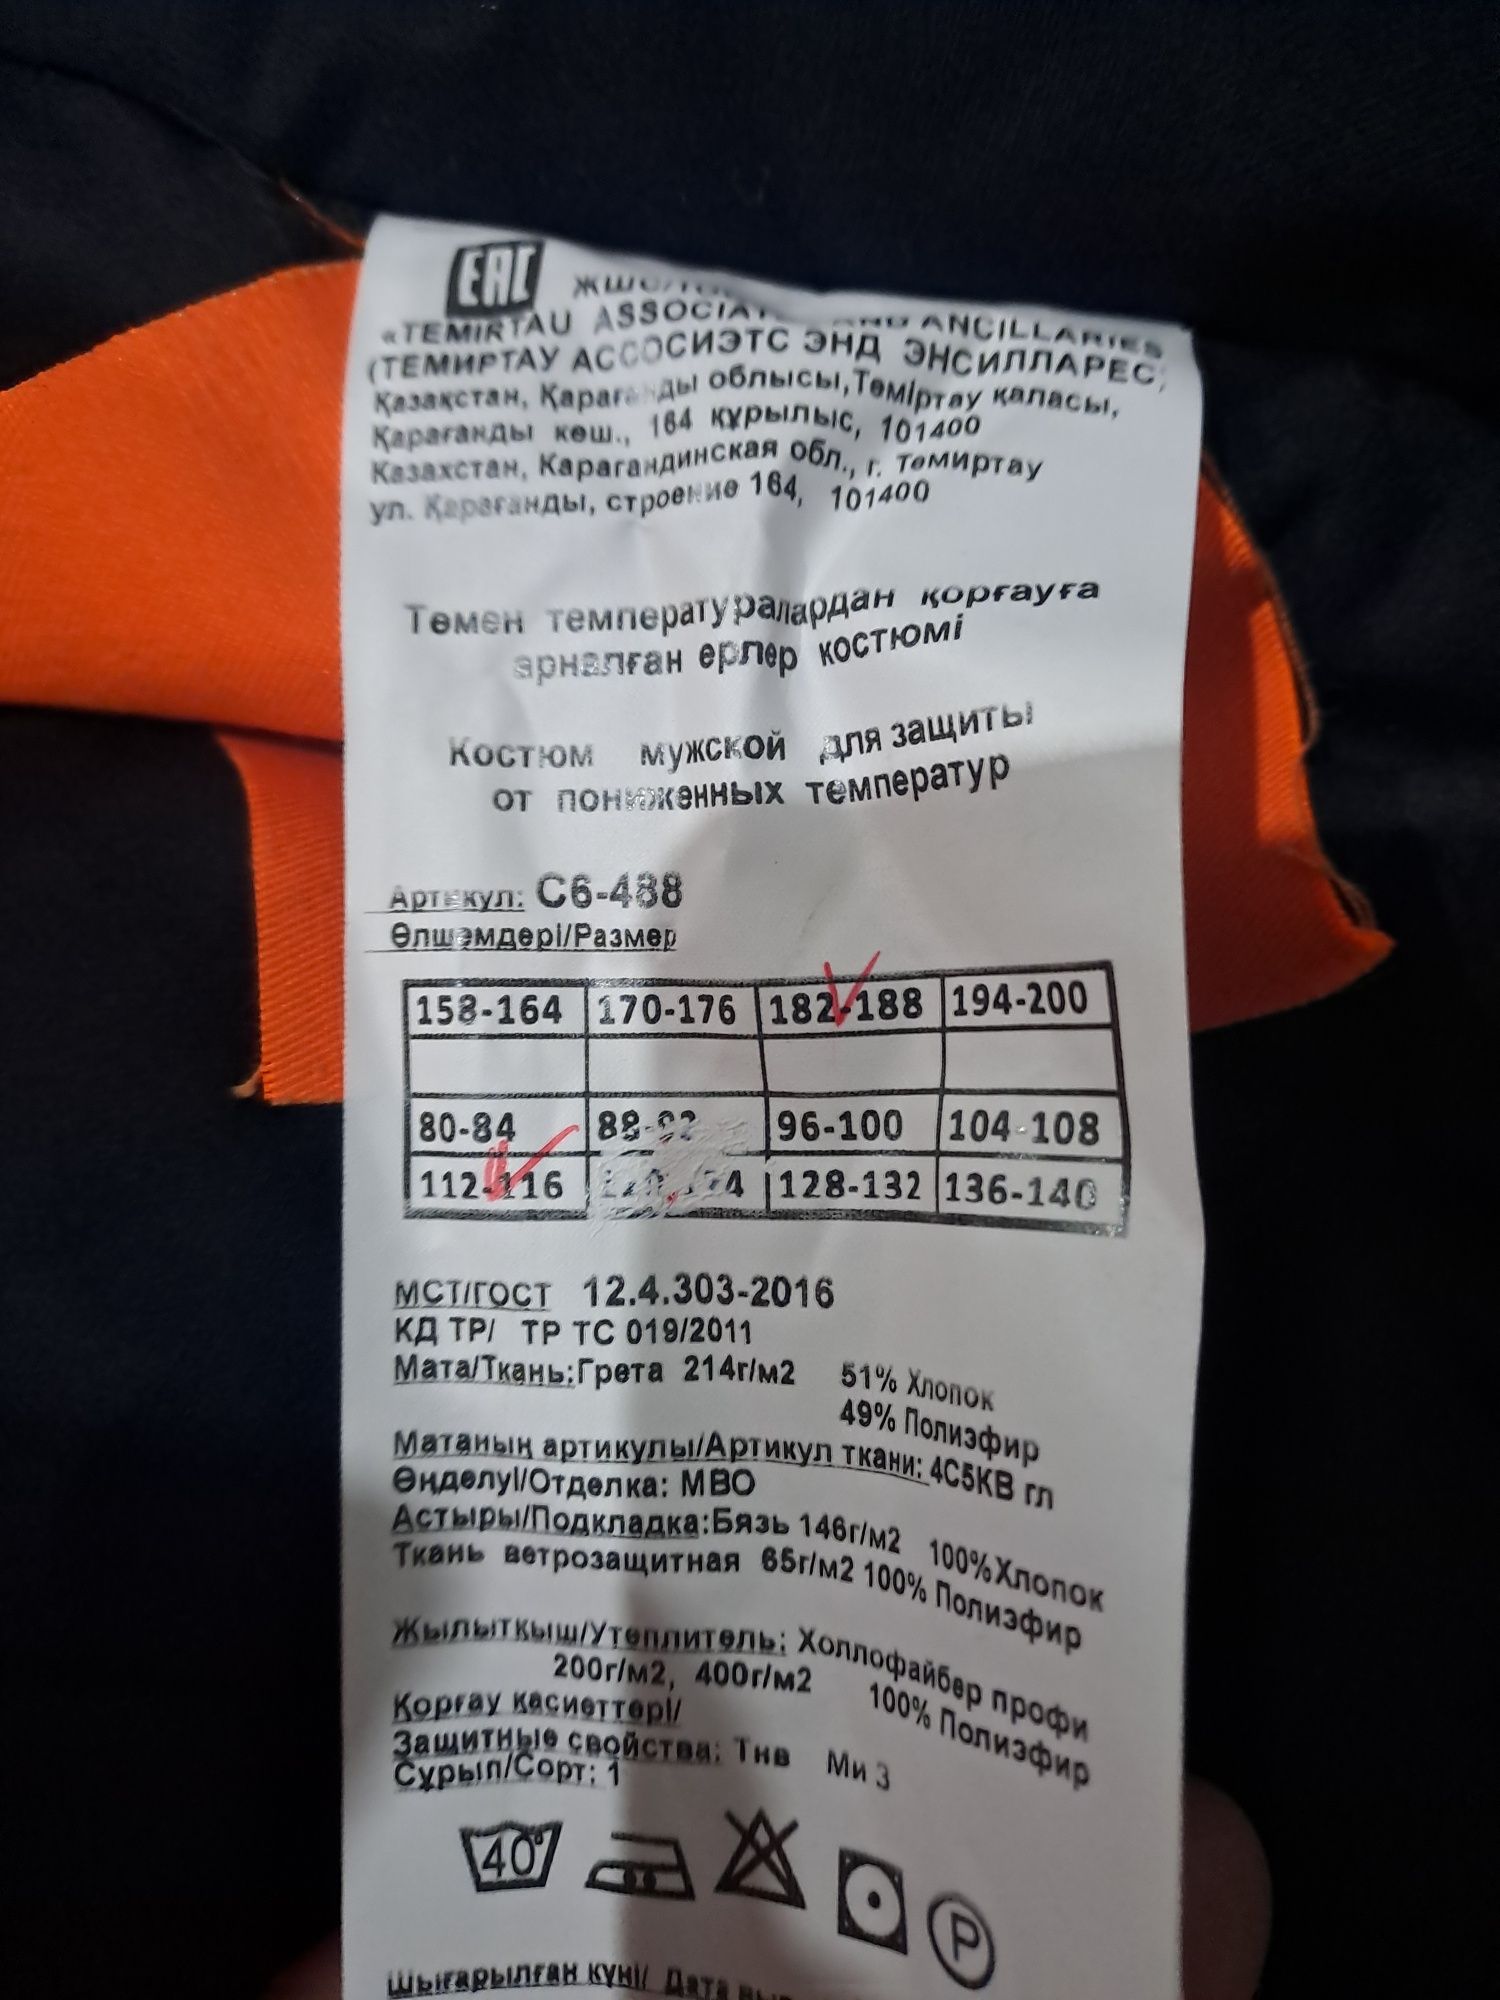 EAC
«TEMIRTAU AND ANCILLARIES
(ТЕМИРТАУ АССОСИЭТС ЭНД ЭНСИЛЛАРЕС,
Қазақстан, Қарағанды облысы,Теміртау қаласы,
Қарағанды көш., 164 құрылыс, 101400
Казахстан, Карагандинская обл., г. Темиртау
ул. Қарағанды, строение 164, 101400
Төмен температуралардан қорғауға
арналған ерлер костюмі
Костюм мужской для защиты
от пониженных температур
Артикул: С6-488
Өлшемдері/Размер
158-164 170-176 182-188 194-200
80-84 88-92 96-100 104-108
112-116 128-132 136-140
МСТ/ГОСТ 12.4.303-2016
КД ТР/ ТР ТС 019/2011
Мата/Ткань:Грета 214г/м2 51% Хлопок
49% Полиэфир
Матаның артикулы/Артикул ткани: 4С5КВ гл
Өңделуі/Отделка: МВО
Астыры/Подкладка:Бязь 146г/м2 100%Хлопок
Ткань ветрозащитная 65г/м2 100% Полиэфир
Жылытқыш/Утеплитель: Холлофайбер профи
200г/м2, 400г/м2 100% Полиэфир
Қорғау қасиеттері/
Защитные свойства: Тнв Ми 3
Сұрып/Сорт: 1
40°
P
Шығарылған күні/ Дата